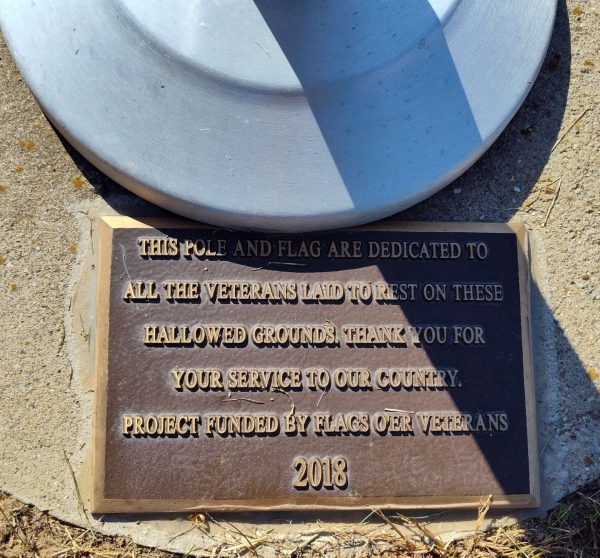 THIS POLE AND FLAG ARE DEDICATED TO
ALL THE VETERANS LAID TO REST ON THESE
HALLOWED GROUNDS. THANK YOU FOR
YOUR SERVICE TO OUR COUNTRY.
PROJECT FUNDED BY FLAGS O'ER VETERANS
2018